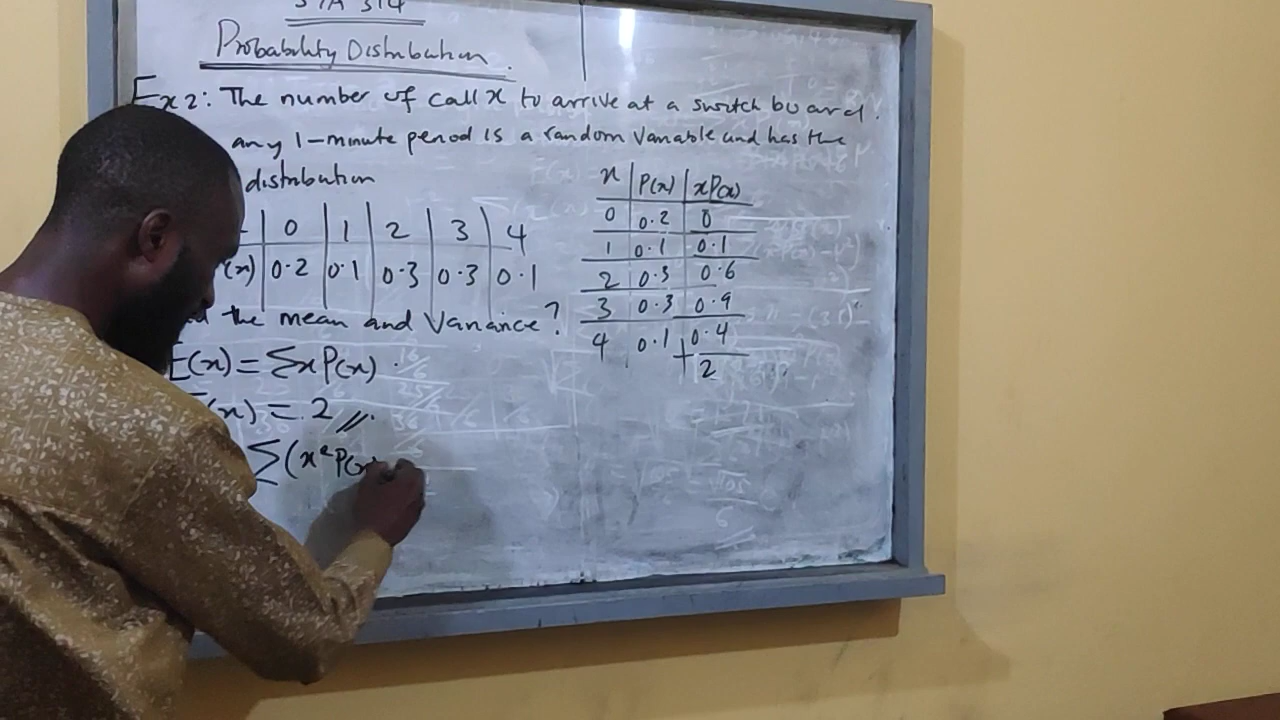 STA 314
Probability Distribution.
Ex2: The number of call x to arrive at a switch board.
any 1-minute period is a random variable and has the
distribution
0 | 1 | 2 | 3 | 4
(x) | 0.2 | 0.1 | 0.3 | 0.3 | 0.1
the mean and Variance?
E(x) = ΣxP(x).
(x) = 2 //.
Σ(x²P(x)
x | P(x) | xP(x)
0 | 0.2 | 0
1 | 0.1 | 0.1
2 | 0.3 | 0.6
3 | 0.3 | 0.9
4 | 0.1 | 0.4
+ 2